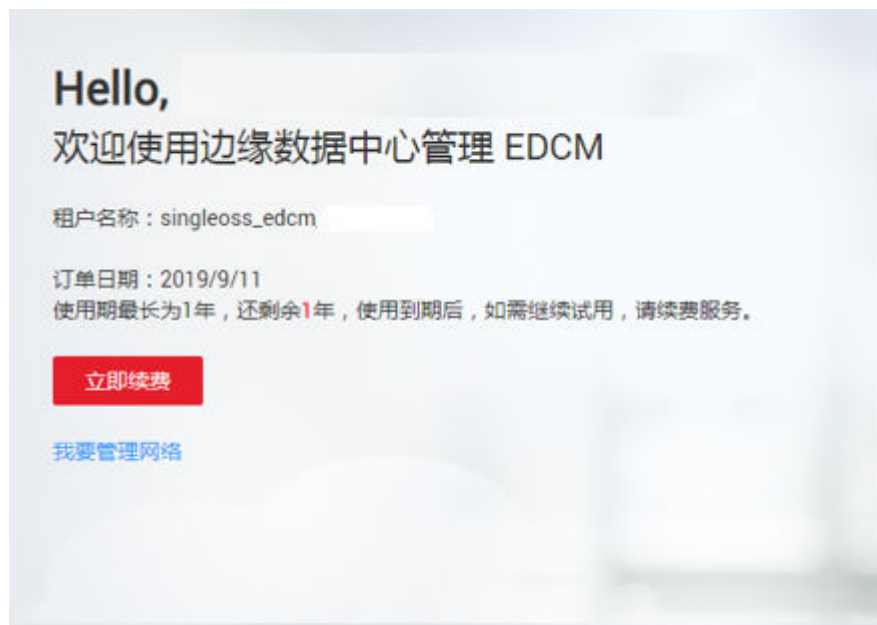 Hello,
欢迎使用边缘数据中心管理 EDCM
租户名称：singleoss_edcm
订单日期：2019/9/11
使用期最长为1年，还剩余1年，使用到期后，如需继续试用，请续费服务。
立即续费
我要管理网络